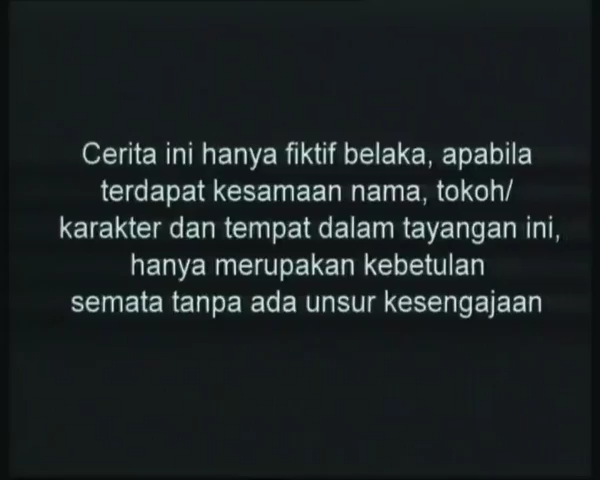 Cerita ini hanya fiktif belaka, apabila
terdapat kesamaan nama, tokoh/
karakter dan tempat dalam tayangan ini,
hanya merupakan kebetulan
semata tanpa ada unsur kesengajaan